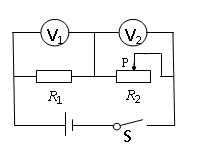 V₁ V₂
P
R₁ R₂
S